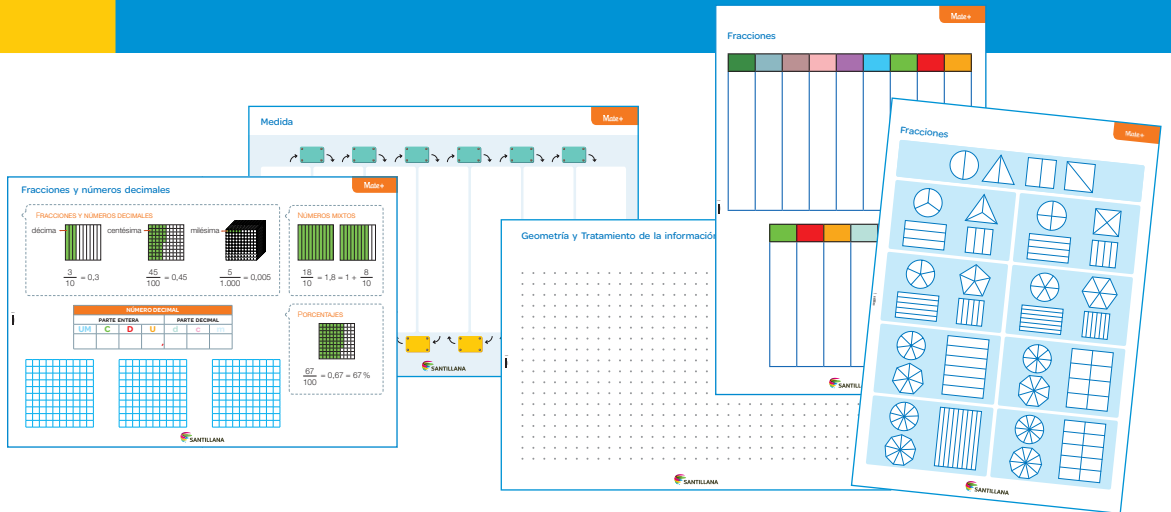 Fracciones y números decimales
Mate+
FRACCIONES Y NÚMEROS DECIMALES
décima
centésima
milésima
3/10 = 0,3
45/100 = 0,45
5/1.000 = 0,005
NÚMEROS MIXTOS
18/10 = 1,8 = 1 + 8/10
NÚMERO DECIMAL
PARTE ENTERA PARTE DECIMAL
UM C D U d c m
,
PORCENTAJES
67/100 = 0,67 = 67 %
SANTILLANA
Medida
Mate+
SANTILLANA
Geometría y Tratamiento de la información
SANTILLANA
Fracciones
Mate+
SANTILL
Fracciones
Mate+
SANTILLANA